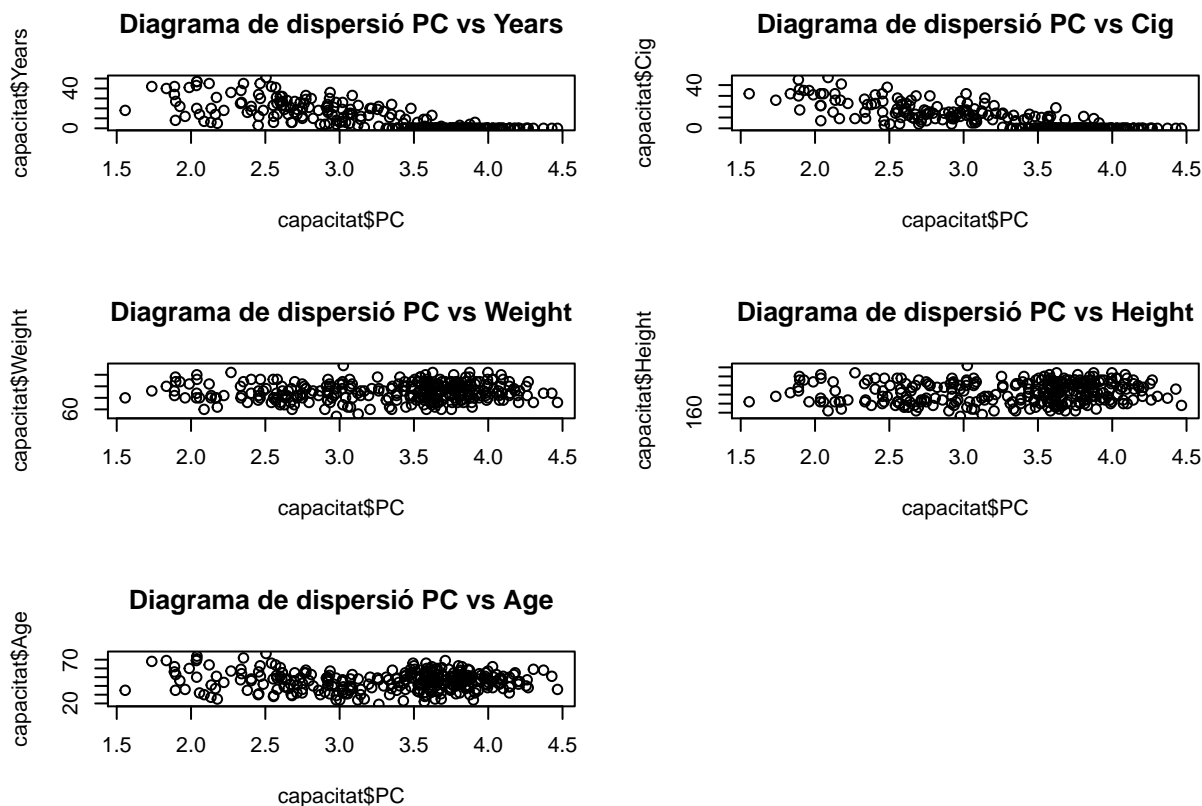 Diagrama de dispersió PC vs Years
capacitat$Years
0 40
1.5 2.0 2.5 3.0 3.5 4.0 4.5
capacitat$PC
Diagrama de dispersió PC vs Cig
capacitat$Cig
0 40
1.5 2.0 2.5 3.0 3.5 4.0 4.5
capacitat$PC
Diagrama de dispersió PC vs Weight
capacitat$Weight
60
1.5 2.0 2.5 3.0 3.5 4.0 4.5
capacitat$PC
Diagrama de dispersió PC vs Height
capacitat$Height
160
1.5 2.0 2.5 3.0 3.5 4.0 4.5
capacitat$PC
Diagrama de dispersió PC vs Age
capacitat$Age
20 70
1.5 2.0 2.5 3.0 3.5 4.0 4.5
capacitat$PC